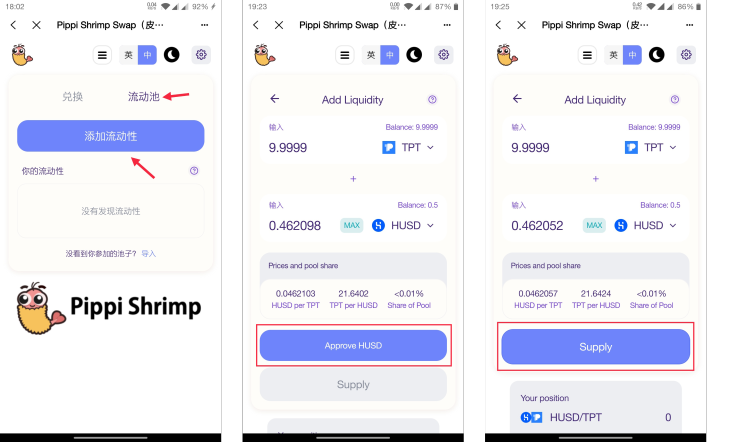 18:02
0.04
92%
Pippi Shrimp Swap（皮…
英 中
兑换 流动池
添加流动性
你的流动性
没有发现流动性
没看到你参加的池子？ 导入
Pippi Shrimp
19:23
0.00
87%
Pippi Shrimp Swap（皮…
英 中
Add Liquidity
输入 Balance: 9.9999
9.9999 TPT
+
输入 Balance: 0.5
0.462098 MAX HUSD
Prices and pool share
0.0462103 21.6402 <0.01%
HUSD per TPT TPT per HUSD Share of Pool
Approve HUSD
Supply
19:25
0.42
86%
Pippi Shrimp Swap（皮…
英 中
Add Liquidity
输入 Balance: 9.9999
9.9999 TPT
+
输入 Balance: 0.5
0.462052 MAX HUSD
Prices and pool share
0.0462057 21.6424 <0.01%
HUSD per TPT TPT per HUSD Share of Pool
Supply
Your position
HUSD/TPT 0